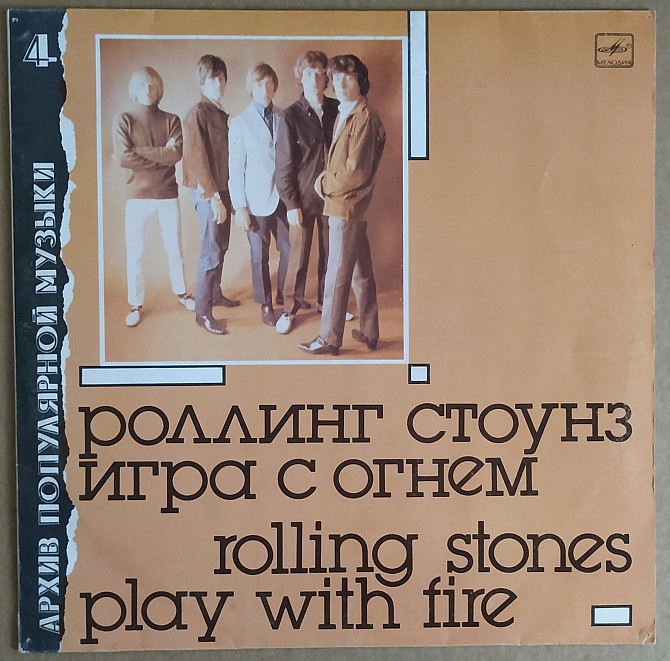 4
АРХИВ ПОПУЛЯРНОЙ МУЗЫКИ
МЕЛОДИЯ
РОЛЛИНГ СТОУНЗ
ИГРА С ОГНЕМ
rolling stones
play with fire